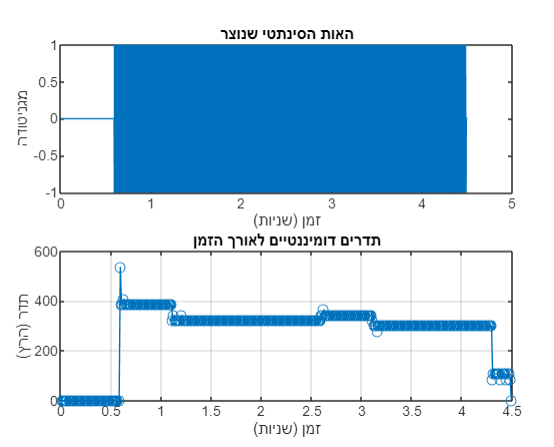 האות הסינתטי שנוצר
מגניטודה
1
0.5
0
-0.5
-1
0 1 2 3 4 5
זמן (שניות)
תדרים דומיננטיים לאורך הזמן
תדר (הרץ)
600
400
200
0
0 0.5 1 1.5 2 2.5 3 3.5 4 4.5
זמן (שניות)